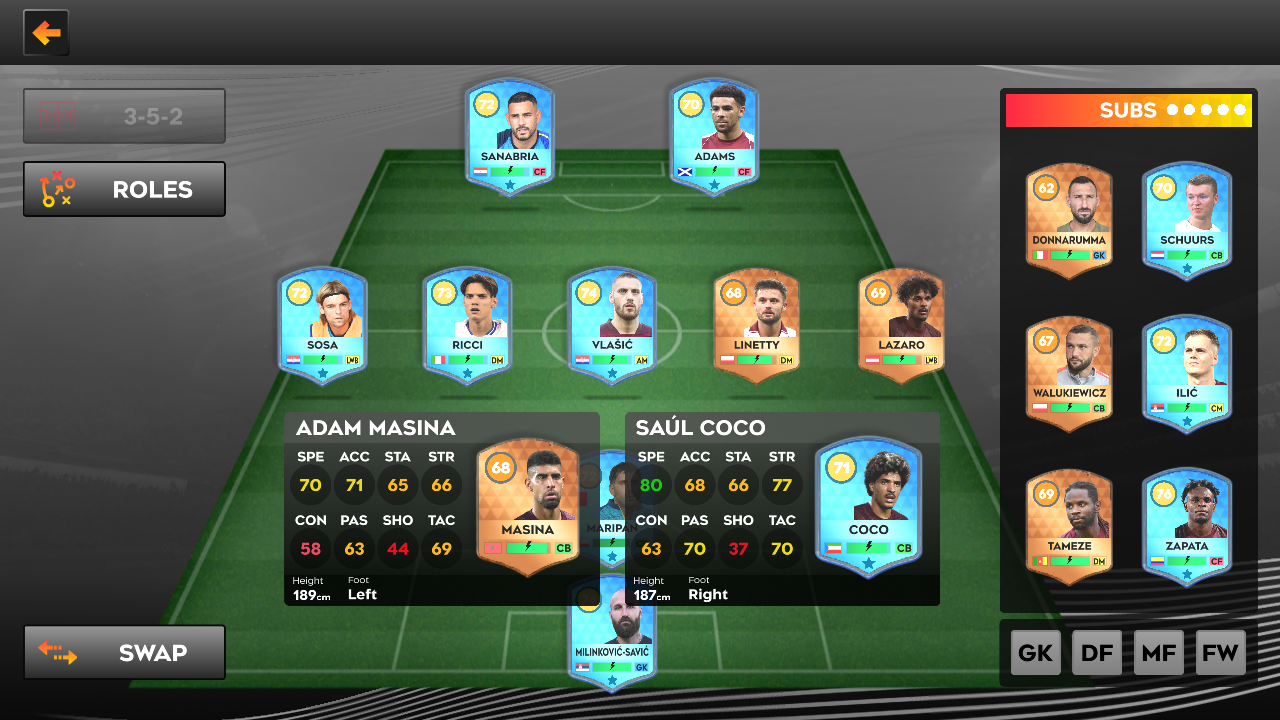 3-5-2
ROLES
72
SANABRIA
CF
70
ADAMS
CF
72
SOSA
LWB
73
RICCI
DM
74
VLAŠIĆ
AM
68
LINETTY
DM
69
LAZARO
LWB
ADAM MASINA
SPE ACC STA STR
70 71 65 66
CON PAS SHO TAC
58 63 44 69
Height Foot
189cm Left
68
MASINA
CB
MARIPAN
SAÚL COCO
SPE ACC STA STR
80 68 66 77
CON PAS SHO TAC
63 70 37 70
Height Foot
187cm Right
71
COCO
CB
MILINKOVIĆ-SAVIĆ
GK
SWAP
SUBS
62
DONNARUMMA
GK
70
SCHUURS
CB
67
WALUKIEWICZ
CB
72
ILIĆ
CM
69
TAMEZE
DM
76
ZAPATA
CF
GK DF MF FW